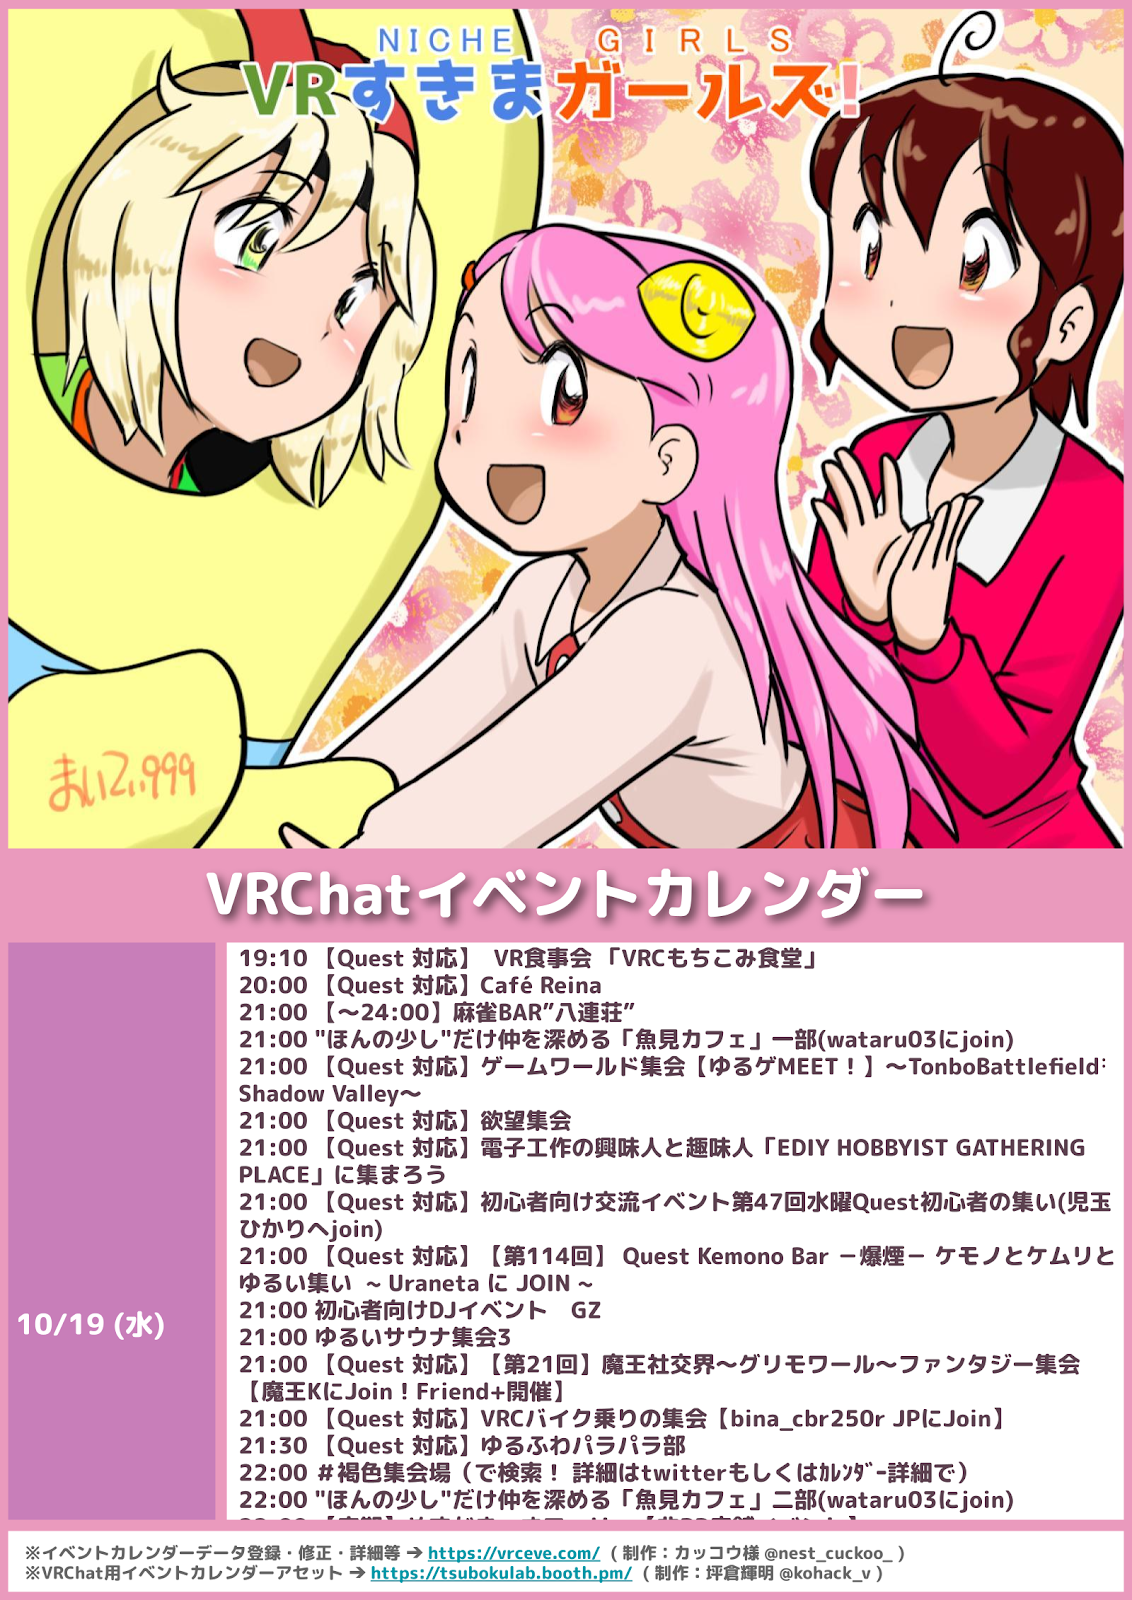 NICHE GIRLS
VRすきまガールズ!
まいてぃ999
VRChatイベントカレンダー
10/19 (水)
19:10 【Quest 対応】 VR食事会 「VRCもちこみ食堂」
20:00 【Quest 対応】Café Reina
21:00 【～24:00】麻雀BAR”八連荘”
21:00 "ほんの少し"だけ仲を深める「魚見カフェ」一部(wataru03にjoin)
21:00 【Quest 対応】ゲームワールド集会【ゆるゲMEET！】～TonboBattlefield:
Shadow Valley～
21:00 【Quest 対応】欲望集会
21:00 【Quest 対応】電子工作の興味人と趣味人「EDIY HOBBYIST GATHERING
PLACE」に集まろう
21:00 【Quest 対応】初心者向け交流イベント第47回水曜Quest初心者の集い(児玉
ひかりへjoin)
21:00 【Quest 対応】【第114回】 Quest Kemono Bar －爆煙－ ケモノとケムリと
ゆるい集い ~ Uraneta に JOIN ~
21:00 初心者向けDJイベント　GZ
21:00 ゆるいサウナ集会3
21:00 【Quest 対応】【第21回】魔王社交界～グリモワール～ファンタジー集会
【魔王KにJoin！Friend+開催】
21:00 【Quest 対応】VRCバイク乗りの集会【bina_cbr250r JPにJoin】
21:30 【Quest 対応】ゆるふわパラパラ部
22:00 ＃褐色集会場（で検索！ 詳細はtwitterもしくはｶﾚﾝﾀﾞｰ詳細で）
22:00 "ほんの少し"だけ仲を深める「魚見カフェ」二部(wataru03にjoin)
※イベントカレンダーデータ登録・修正・詳細等 ➔ https://vrceve.com/ ( 制作：カッコウ様 @nest_cuckoo_ )
※VRChat用イベントカレンダーアセット ➔ https://tsubokulab.booth.pm/ ( 制作：坪倉輝明 @kohack_v )